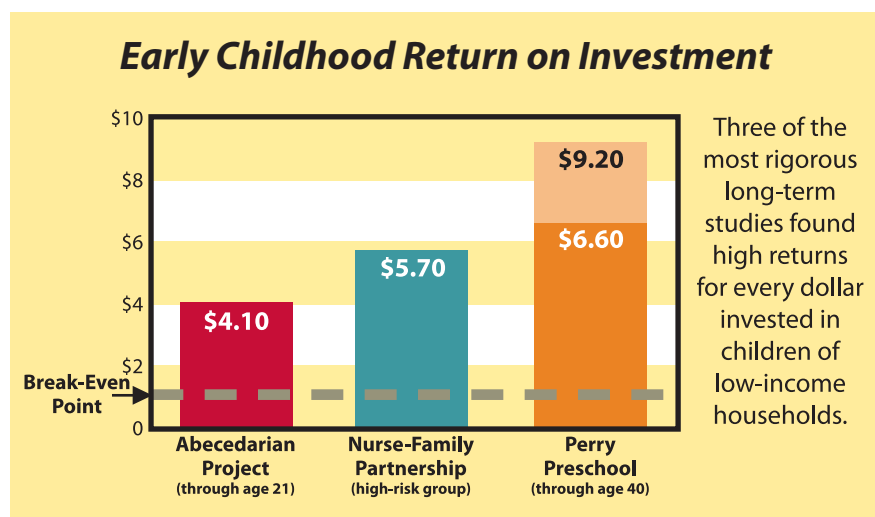 Early Childhood Return on Investment
$10
$8
$6
$4
$2
0
Break-Even
Point
$4.10
$5.70
$9.20
$6.60
Abecedarian
Project
(through age 21)
Nurse-Family
Partnership
(high-risk group)
Perry
Preschool
(through age 40)
Three of the
most rigorous
long-term
studies found
high returns
for every dollar
invested in
children of
low-income
households.